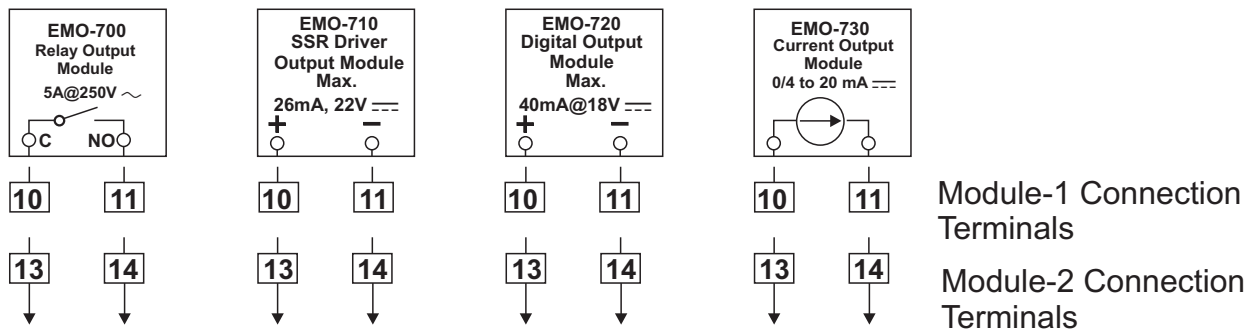 EMO-700
Relay Output
Module
5A@250V ~
C NO
10 11
13 14
EMO-710
SSR Driver
Output Module
Max.
26mA, 22V ⎓
+ −
10 11
13 14
EMO-720
Digital Output
Module
Max.
40mA@18V ⎓
+ −
10 11
13 14
EMO-730
Current Output
Module
0/4 to 20 mA ⎓
10 11
13 14
Module-1 Connection
Terminals
Module-2 Connection
Terminals